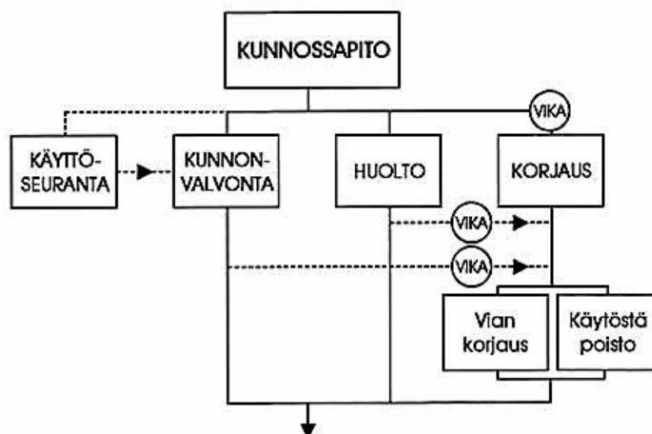 KUNNOSSAPITO
VIKA
KÄYTTÖ-
SEURANTA
KUNNON-
VALVONTA
HUOLTO
KORJAUS
VIKA
VIKA
Vian
korjaus
Käytöstä
poisto